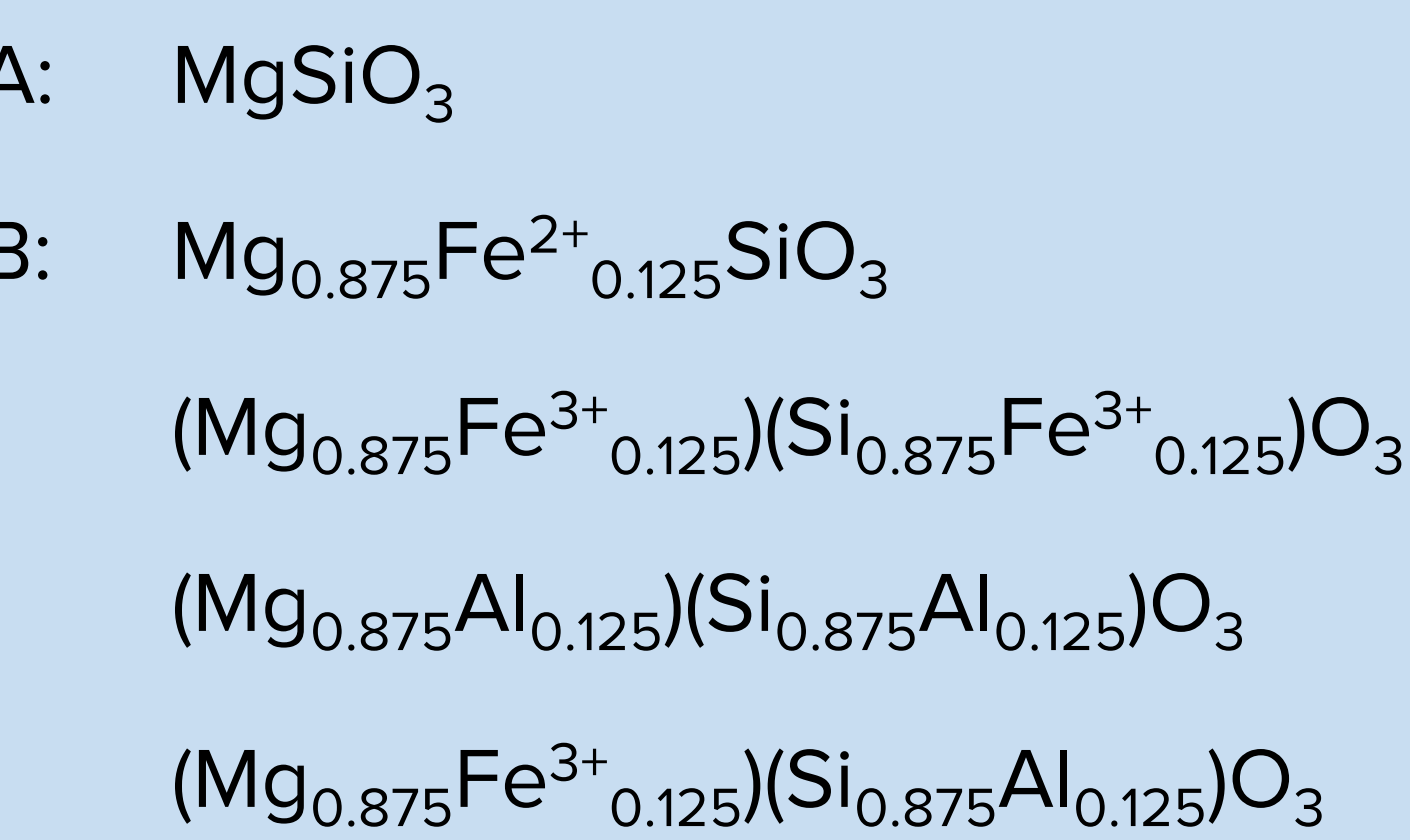 A: MgSiO₃
B: Mg₀.₈₇₅Fe²⁺₀.₁₂₅SiO₃
(Mg₀.₈₇₅Fe³⁺₀.₁₂₅)(Si₀.₈₇₅Fe³⁺₀.₁₂₅)O₃
(Mg₀.₈₇₅Al₀.₁₂₅)(Si₀.₈₇₅Al₀.₁₂₅)O₃
(Mg₀.₈₇₅Fe³⁺₀.₁₂₅)(Si₀.₈₇₅Al₀.₁₂₅)O₃